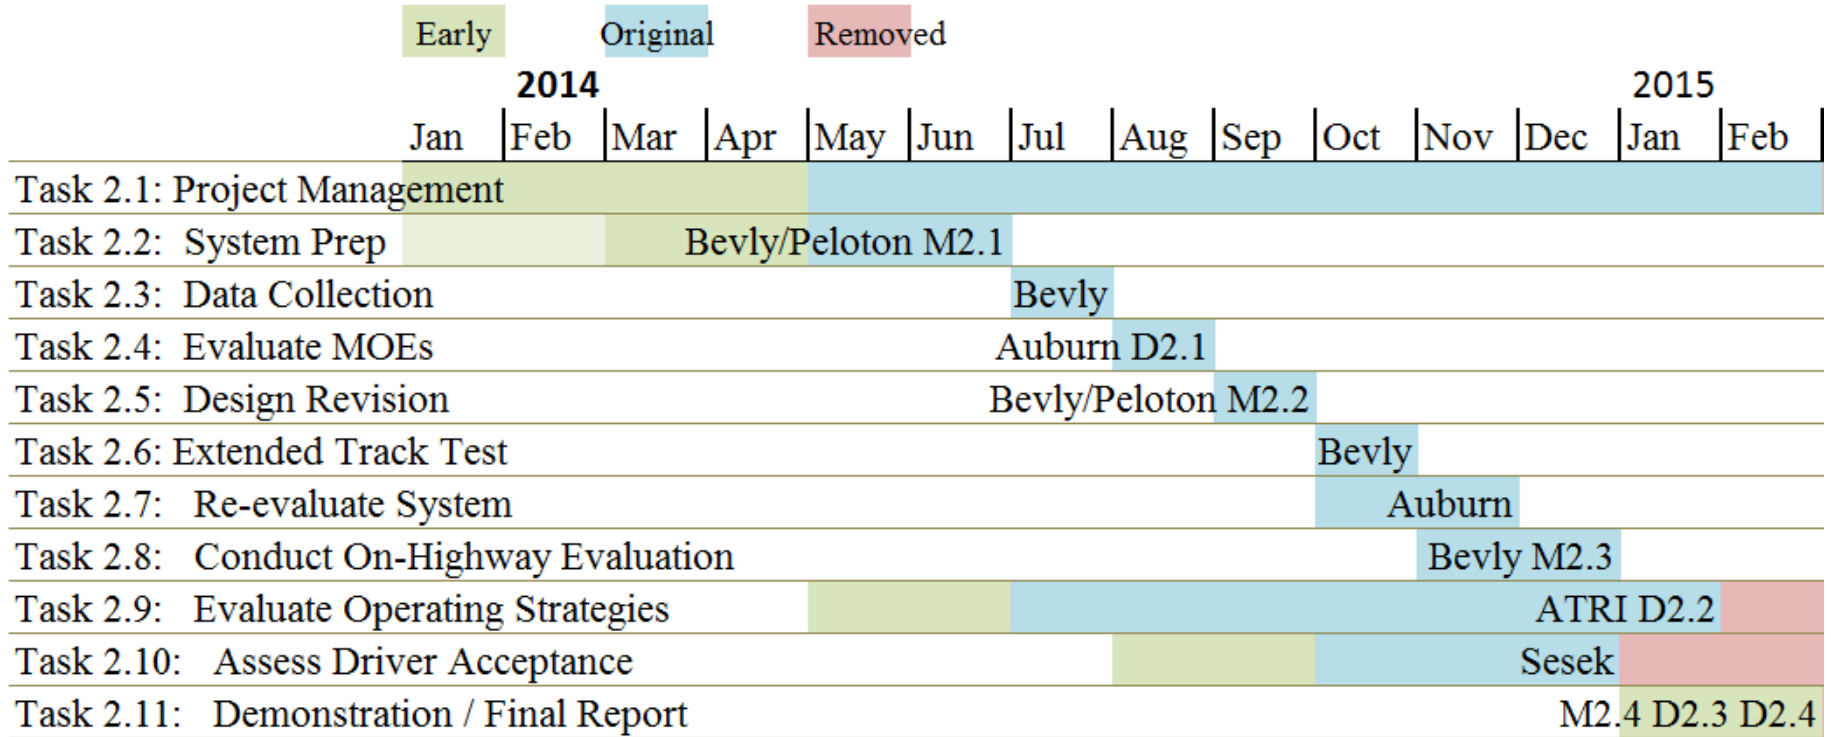 Early Original Removed
2014 2015
Jan Feb Mar Apr May Jun Jul Aug Sep Oct Nov Dec Jan Feb
Task 2.1: Project Management
Task 2.2: System Prep Bevly/Peloton M2.1
Task 2.3: Data Collection Bevly
Task 2.4: Evaluate MOEs Auburn D2.1
Task 2.5: Design Revision Bevly/Peloton M2.2
Task 2.6: Extended Track Test Bevly
Task 2.7: Re-evaluate System Auburn
Task 2.8: Conduct On-Highway Evaluation Bevly M2.3
Task 2.9: Evaluate Operating Strategies ATRI D2.2
Task 2.10: Assess Driver Acceptance Sesek
Task 2.11: Demonstration / Final Report M2.4 D2.3 D2.4